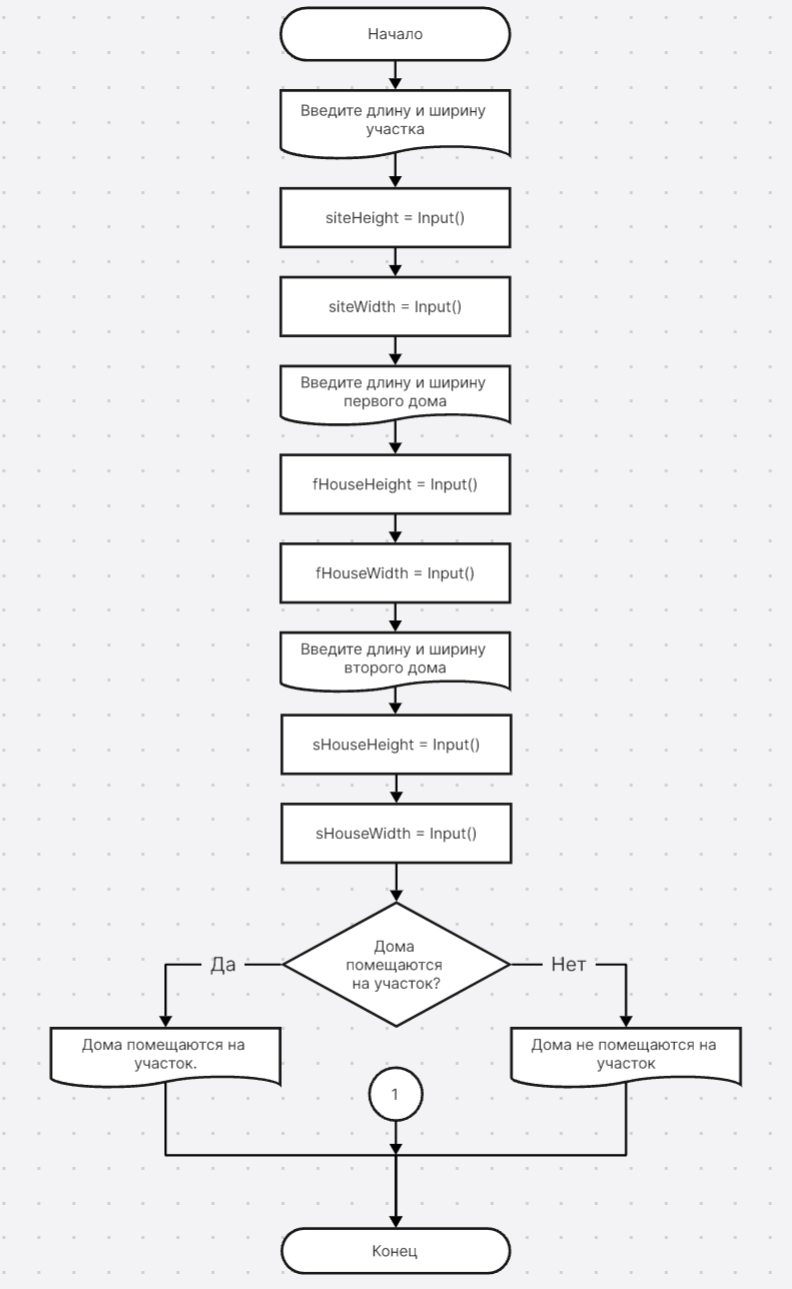 Начало
Введите длину и ширину
участка
siteHeight = Input()
siteWidth = Input()
Введите длину и ширину
первого дома
fHouseHeight = Input()
fHouseWidth = Input()
Введите длину и ширину
второго дома
sHouseHeight = Input()
sHouseWidth = Input()
Дома
помещаются
на участок?
Да
Нет
Дома помещаются на
участок.
Дома не помещаются на
участок
1
Конец